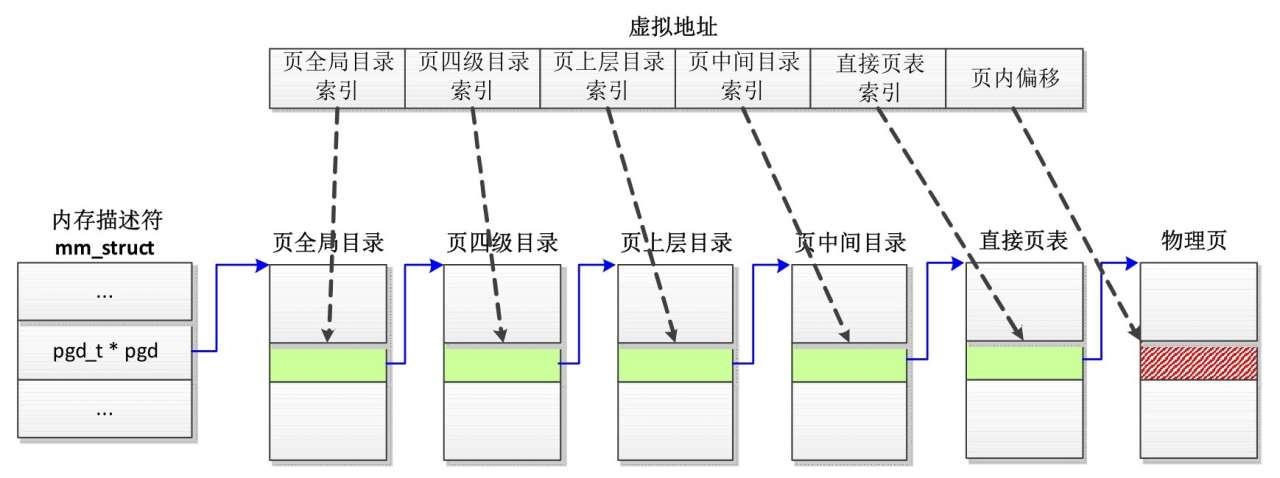 虚拟地址
页全局目录
索引
页四级目录
索引
页上层目录
索引
页中间目录
索引
直接页表
索引
页内偏移
内存描述符
mm_struct
...
pgd_t * pgd
...
页全局目录
页四级目录
页上层目录
页中间目录
直接页表
物理页